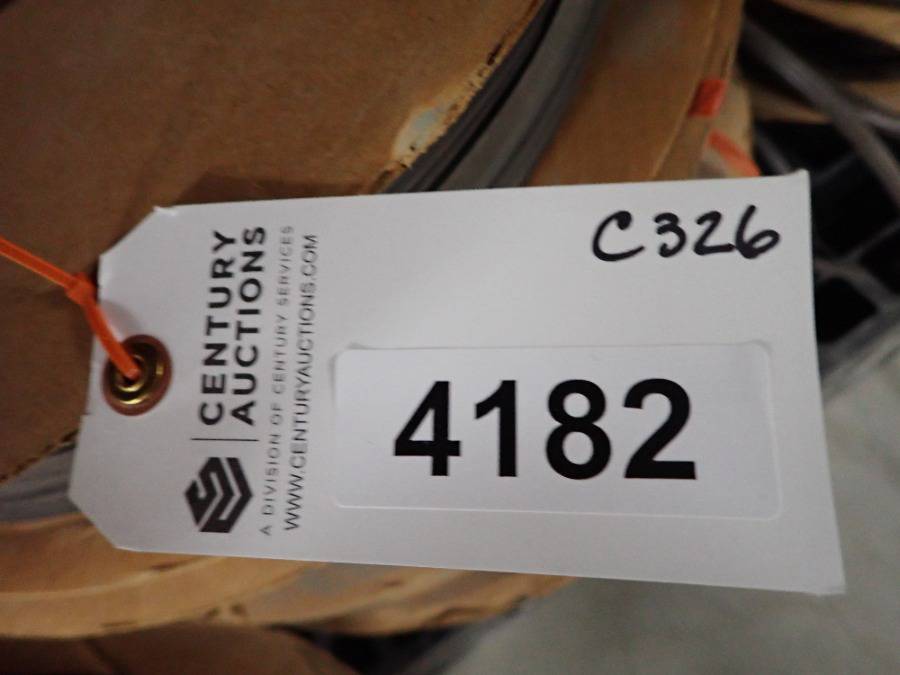 C326
CENTURY
AUCTIONS
A DIVISION OF CENTURY SERVICES
WWW.CENTURYAUCTIONS.COM
4182